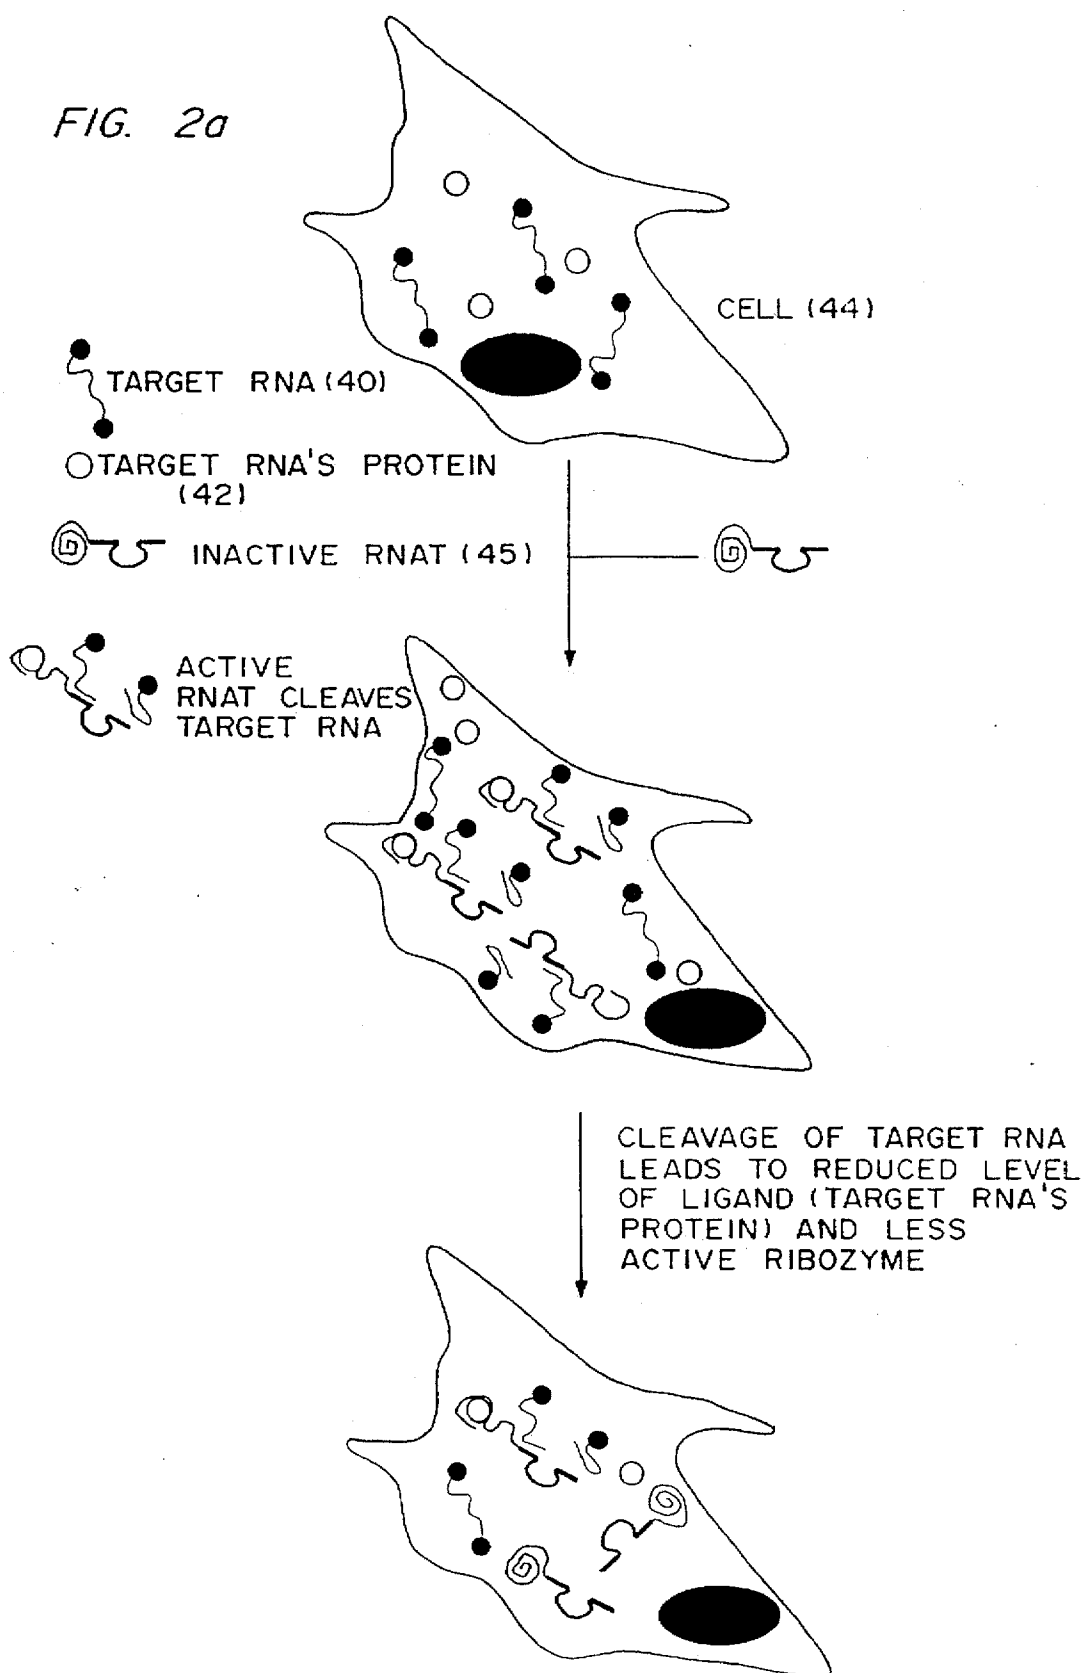 FIG. 2a
CELL (44)
TARGET RNA (40)
TARGET RNA'S PROTEIN
(42)
INACTIVE RNAT (45)
ACTIVE
RNAT CLEAVES
TARGET RNA
CLEAVAGE OF TARGET RNA
LEADS TO REDUCED LEVEL
OF LIGAND (TARGET RNA'S
PROTEIN) AND LESS
ACTIVE RIBOZYME